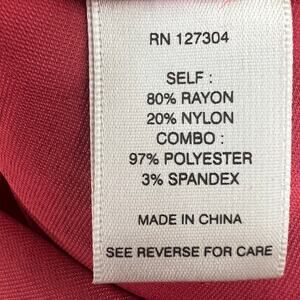 RN 127304
SELF :
80% RAYON
20% NYLON
COMBO :
97% POLYESTER
3% SPANDEX
MADE IN CHINA
SEE REVERSE FOR CARE